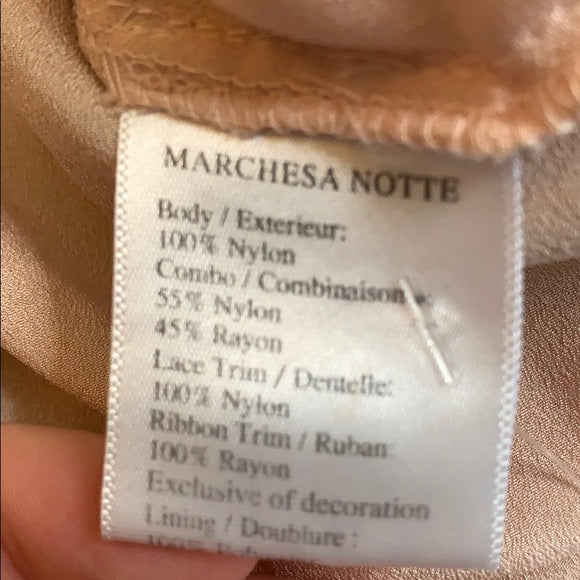 MARCHESA NOTTE
Body / Exterieur:
100% Nylon
Combo / Combinaison
55% Nylon
45% Rayon
Lace Trim / Dentelle:
100% Nylon
Ribbon Trim / Ruban:
100% Rayon
Exclusive of decoration
Lining / Doublure :
100%